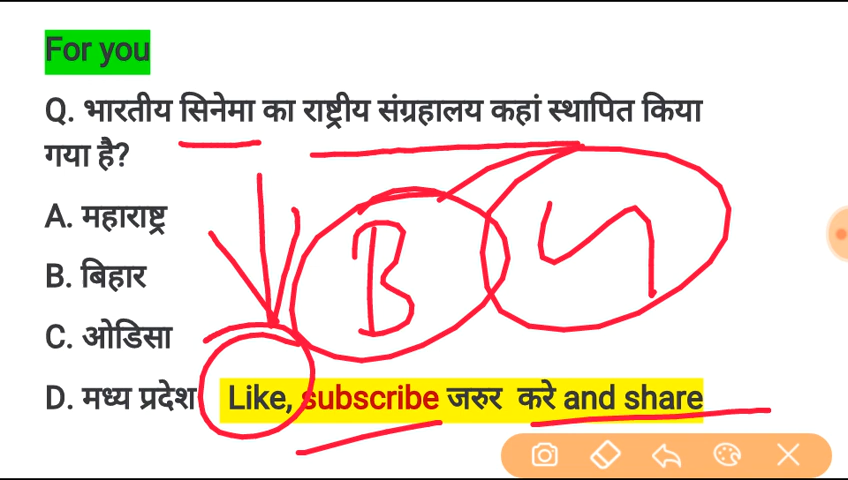 For you
Q. भारतीय सिनेमा का राष्ट्रीय संग्रहालय कहां स्थापित किया
गया है?
A. महाराष्ट्र
B. बिहार
C. ओडिसा
D. मध्य प्रदेश Like, subscribe जरुर करे and share
B